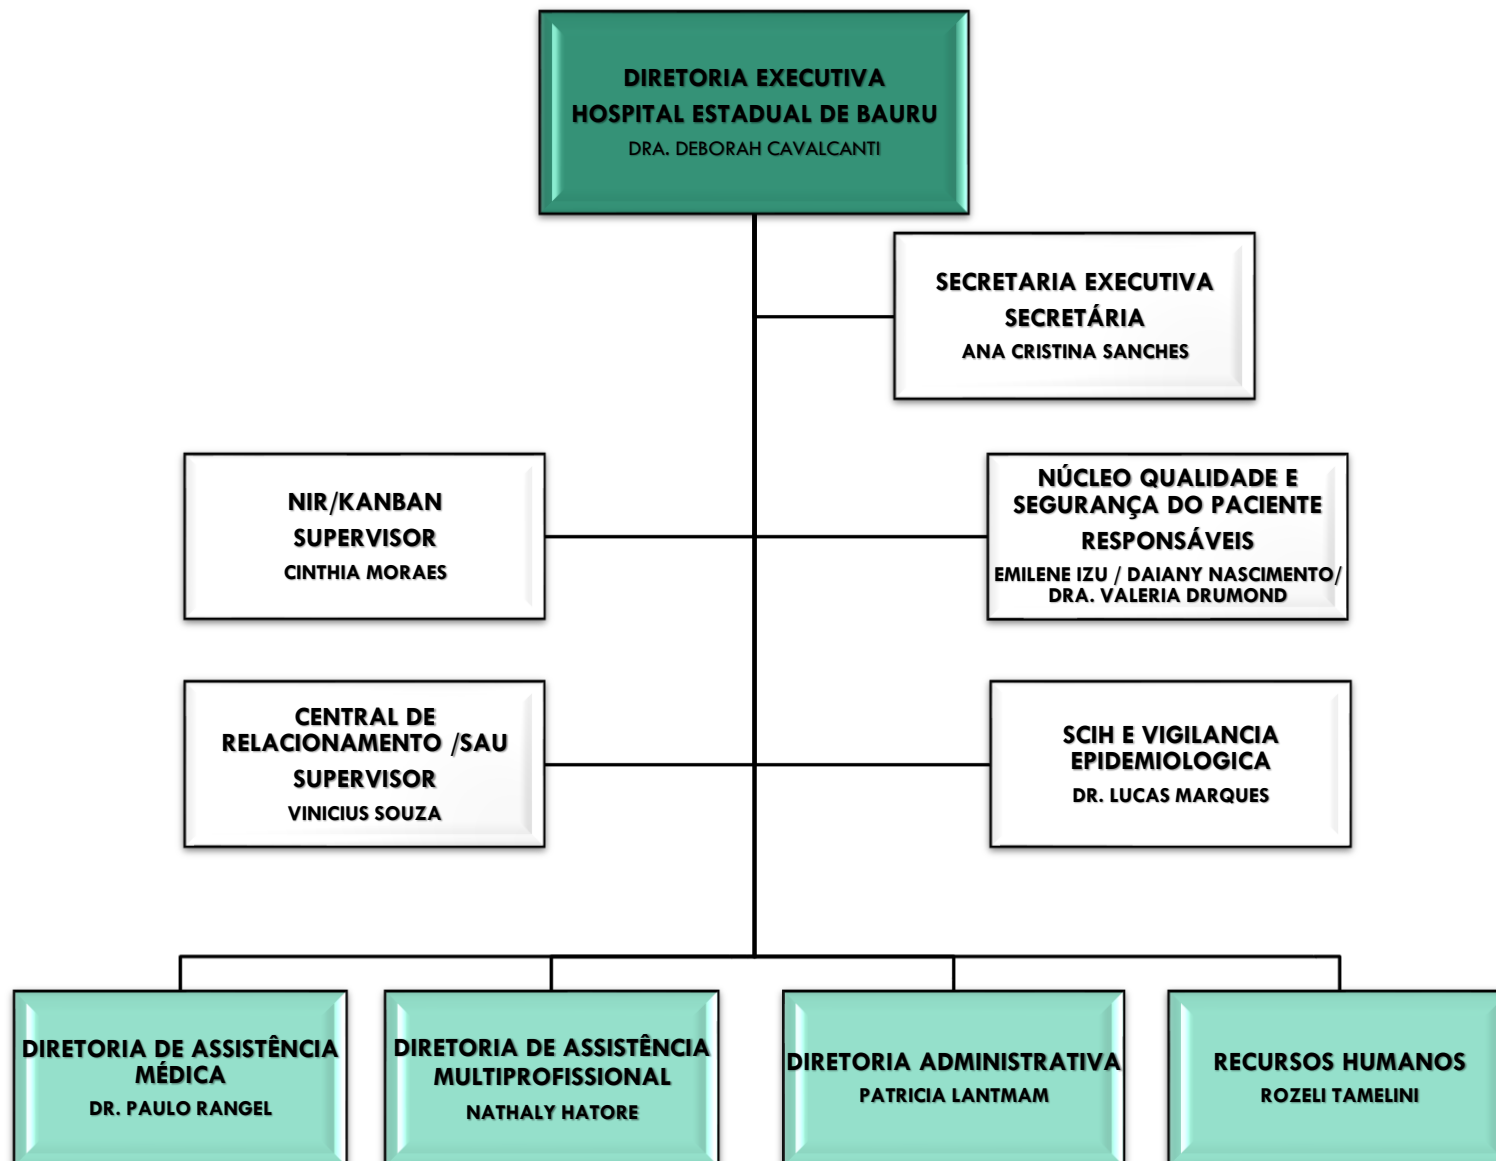 DIRETORIA EXECUTIVA
HOSPITAL ESTADUAL DE BAURU
DRA. DEBORAH CAVALCANTI
SECRETARIA EXECUTIVA
SECRETÁRIA
ANA CRISTINA SANCHES
NIR/KANBAN
SUPERVISOR
CINTHIA MORAES
NÚCLEO QUALIDADE E
SEGURANÇA DO PACIENTE
RESPONSÁVEIS
EMILENE IZU / DAIANY NASCIMENTO/
DRA. VALERIA DRUMOND
CENTRAL DE
RELACIONAMENTO /SAU
SUPERVISOR
VINICIUS SOUZA
SCIH E VIGILANCIA
EPIDEMIOLOGICA
DR. LUCAS MARQUES
DIRETORIA DE ASSISTÊNCIA
MÉDICA
DR. PAULO RANGEL
DIRETORIA DE ASSISTÊNCIA
MULTIPROFISSIONAL
NATHALY HATORE
DIRETORIA ADMINISTRATIVA
PATRICIA LANTMAM
RECURSOS HUMANOS
ROZELI TAMELINI